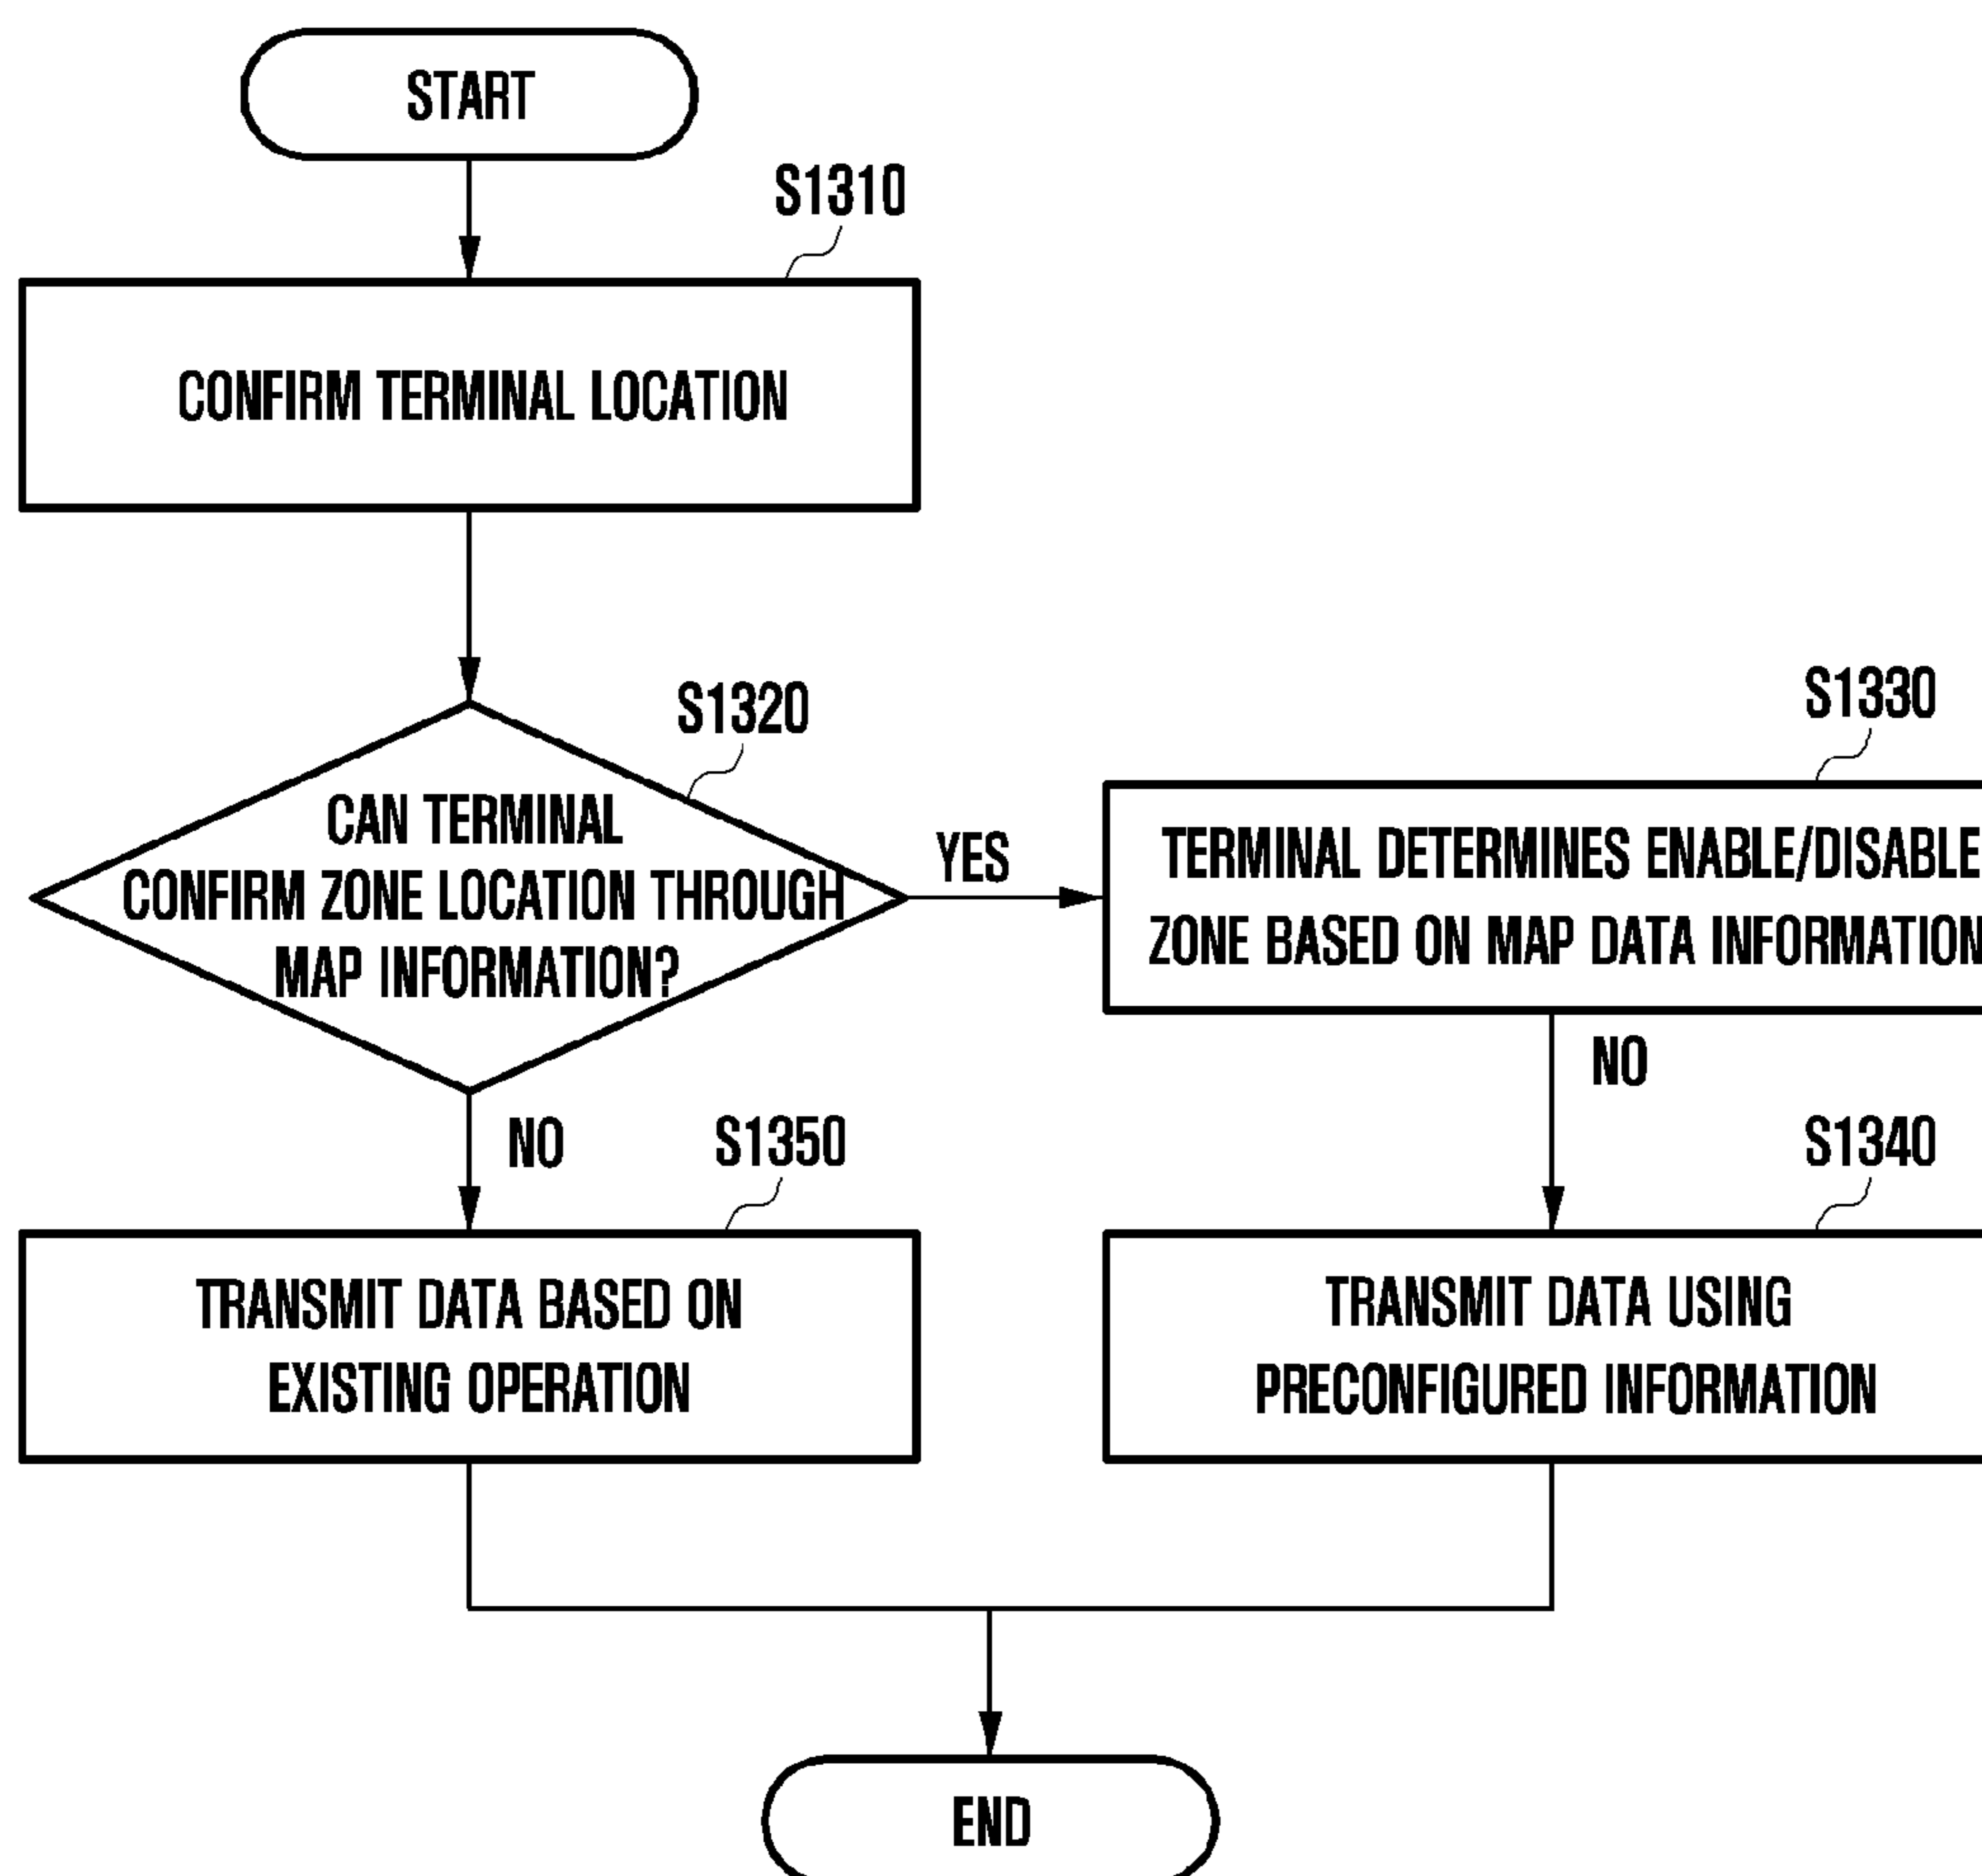 START
S1310
CONFIRM TERMINAL LOCATION
S1320
CAN TERMINAL
CONFIRM ZONE LOCATION THROUGH
MAP INFORMATION?
YES
S1330
TERMINAL DETERMINES ENABLE/DISABLE
ZONE BASED ON MAP DATA INFORMATION
NO
NO
S1350
TRANSMIT DATA BASED ON
EXISTING OPERATION
S1340
TRANSMIT DATA USING
PRECONFIGURED INFORMATION
END